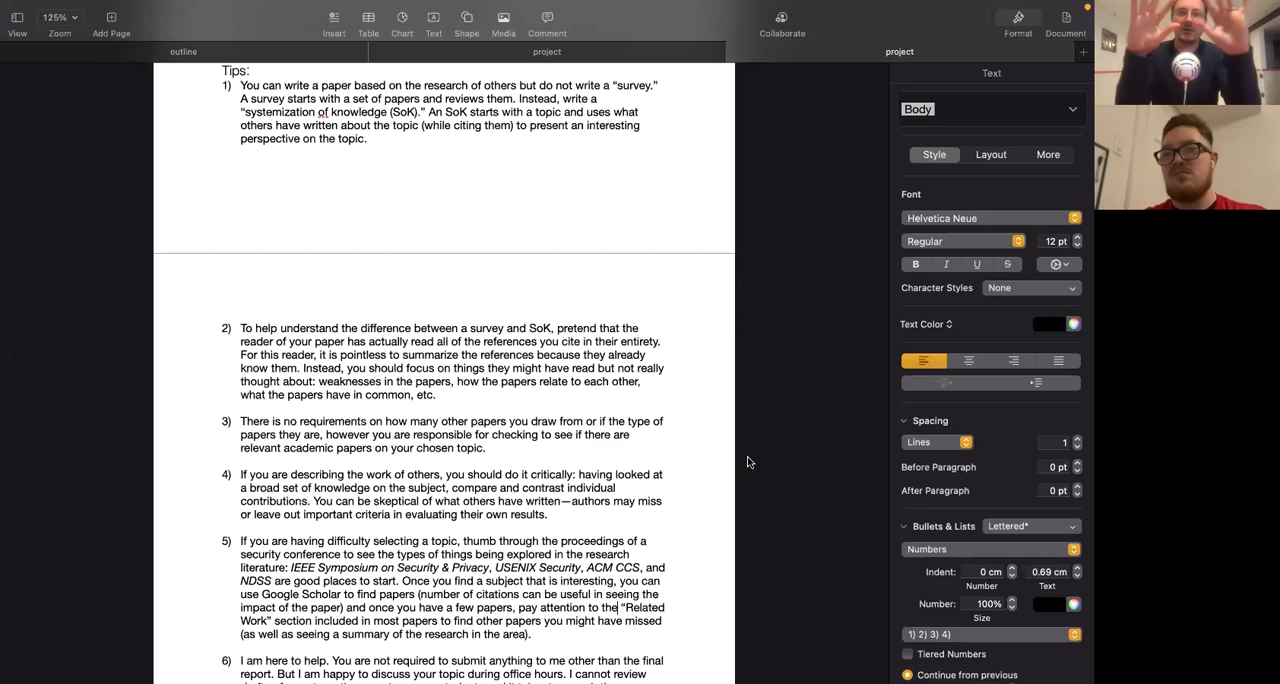 125%
View
Zoom
Add Page
Insert
Table
Chart
Text
Shape
Media
Comment
Collaborate
Format
Document
outline
project
project
Tips:
1) You can write a paper based on the research of others but do not write a “survey.”
A survey starts with a set of papers and reviews them. Instead, write a
“systemization of knowledge (SoK).” An SoK starts with a topic and uses what
others have written about the topic (while citing them) to present an interesting
perspective on the topic.
2) To help understand the difference between a survey and SoK, pretend that the
reader of your paper has actually read all of the references you cite in their entirety.
For this reader, it is pointless to summarize the references because they already
know them. Instead, you should focus on things they might have read but not really
thought about: weaknesses in the papers, how the papers relate to each other,
what the papers have in common, etc.
3) There is no requirements on how many other papers you draw from or if the type of
papers they are, however you are responsible for checking to see if there are
relevant academic papers on your chosen topic.
4) If you are describing the work of others, you should do it critically: having looked at
a broad set of knowledge on the subject, compare and contrast individual
contributions. You can be skeptical of what others have written—authors may miss
or leave out important criteria in evaluating their own results.
5) If you are having difficulty selecting a topic, thumb through the proceedings of a
security conference to see the types of things being explored in the research
literature: IEEE Symposium on Security & Privacy, USENIX Security, ACM CCS, and
NDSS are good places to start. Once you find a subject that is interesting, you can
use Google Scholar to find papers (number of citations can be useful in seeing the
impact of the paper) and once you have a few papers, pay attention to the “Related
Work” section included in most papers to find other papers you might have missed
(as well as seeing a summary of the research in the area).
6) I am here to help. You are not required to submit anything to me other than the final
report. But I am happy to discuss your topic during office hours. I cannot review
Text
Body
Style
Layout
More
Font
Helvetica Neue
Regular
12 pt
B I U S
Character Styles
None
Text Color
Spacing
Lines
1
Before Paragraph
0 pt
After Paragraph
0 pt
Bullets & Lists
Lettered*
Numbers
Indent:
0 cm
0.69 cm
Number
Text
Number:
100%
Size
1) 2) 3) 4)
Tiered Numbers
Continue from previous